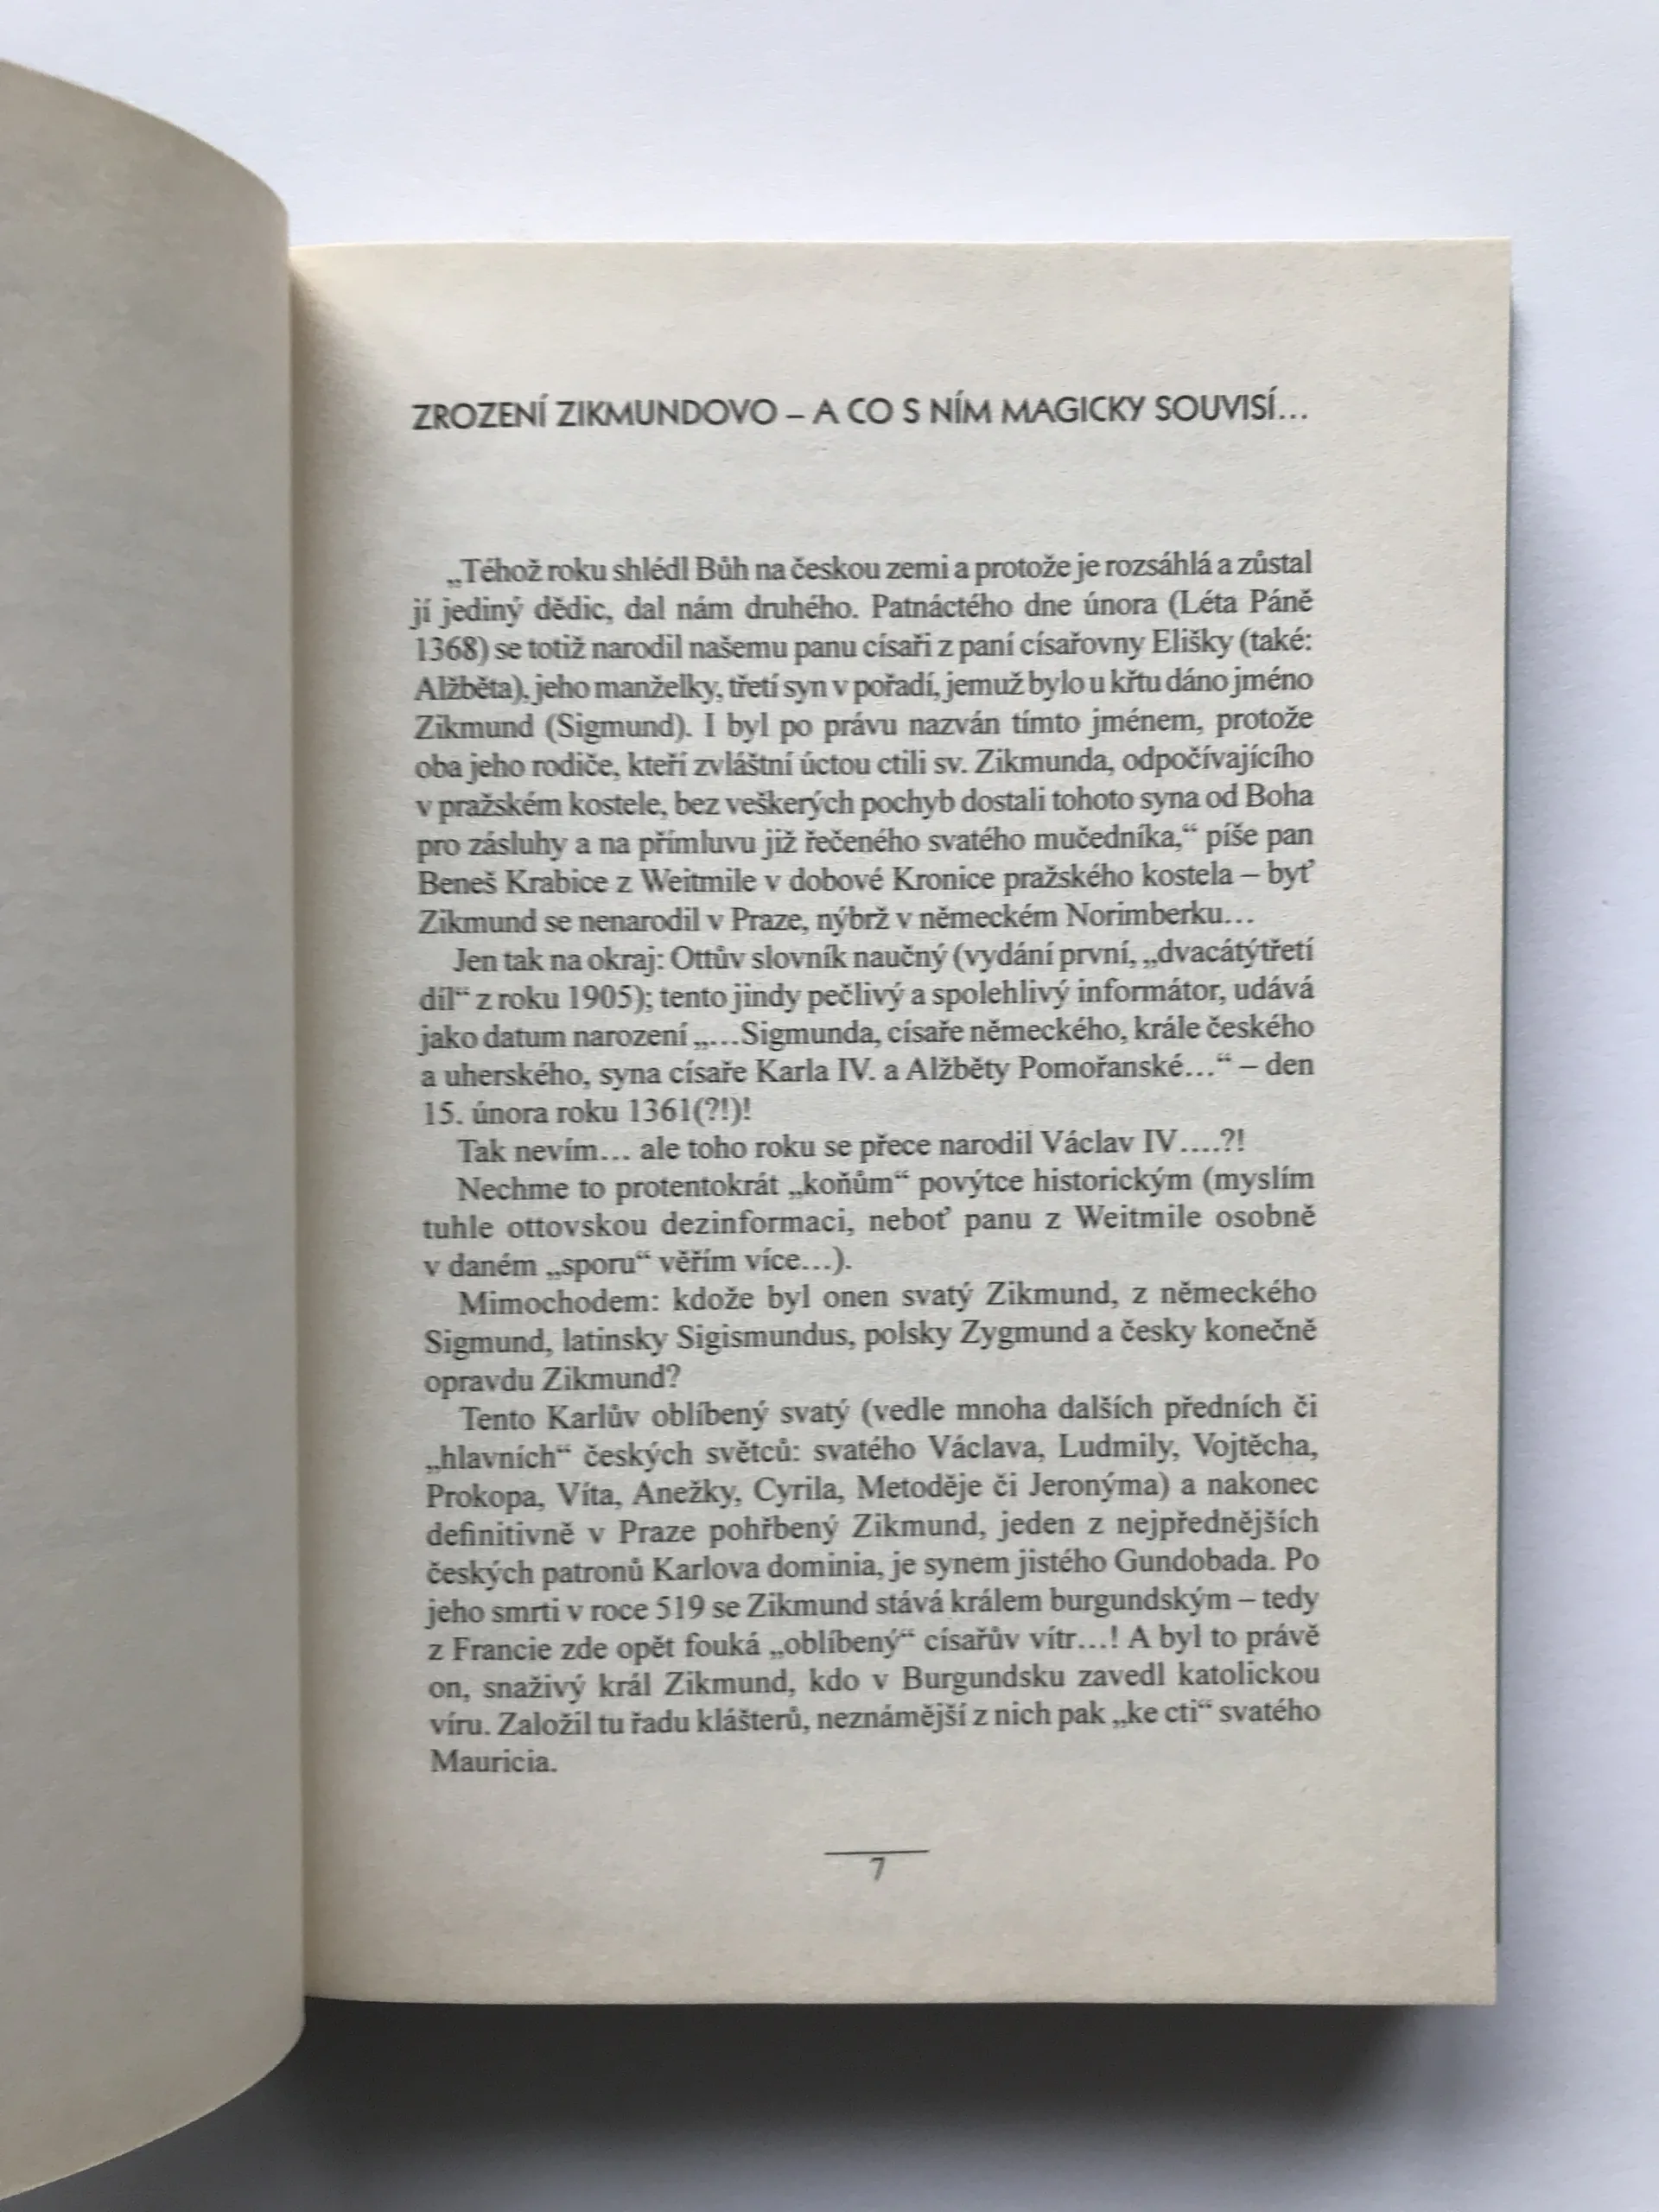 ZROZENÍ ZIKMUNDOVO – A CO S NÍM MAGICKY SOUVISÍ...
„Téhož roku shlédl Bůh na českou zemi a protože je rozsáhlá a zůstal
jí jediný dědic, dal nám druhého. Patnáctého dne února (Léta Páně
1368) se totiž narodil našemu panu císaři z paní císařovny Elišky (také:
Alžběta), jeho manželky, třetí syn v pořadí, jemuž bylo u křtu dáno jméno
Zikmund (Sigmund). I byl po právu nazván tímto jménem, protože
oba jeho rodiče, kteří zvláštní úctou ctili sv. Zikmunda, odpočívajícího
v pražském kostele, bez veškerých pochyb dostali tohoto syna od Boha
pro zásluhy a na přímluvu již řečeného svatého mučedníka,“ píše pan
Beneš Krabice z Weitmile v dobové Kronice pražského kostela – byť
Zikmund se nenarodil v Praze, nýbrž v německém Norimberku...
Jen tak na okraj: Ottův slovník naučný (vydání první, „dvacátýtřetí
díl“ z roku 1905); tento jindy pečlivý a spolehlivý informátor, udává
jako datum narození „...Sigmunda, císaře německého, krále českého
a uherského, syna císaře Karla IV. a Alžběty Pomořanské...“ – den
15. února roku 1361(?!)!
Tak nevím... ale toho roku se přece narodil Václav IV....?!
Nechme to protentokrát „koňům“ povýtce historickým (myslím
tuhle ottovskou dezinformaci, neboť panu z Weitmile osobně
v daném „sporu“ věřím více...).
Mimochodem: kdože byl onen svatý Zikmund, z německého
Sigmund, latinsky Sigismundus, polsky Zygmund a česky konečně
opravdu Zikmund?
Tento Karlův oblíbený svatý (vedle mnoha dalších předních či
„hlavních“ českých světců: svatého Václava, Ludmily, Vojtěcha,
Prokopa, Víta, Anežky, Cyrila, Metoděje či Jeronýma) a nakonec
definitivně v Praze pohřbený Zikmund, jeden z nejpřednějších
českých patronů Karlova dominia, je synem jistého Gundobada. Po
jeho smrti v roce 519 se Zikmund stává králem burgundským – tedy
z Francie zde opět fouká „oblíbený“ císařův vítr...! A byl to právě
on, snaživý král Zikmund, kdo v Burgundsku zavedl katolickou
víru. Založil tu řadu klášterů, neznámější z nich pak „ke cti“ svatého
Mauricia.
7